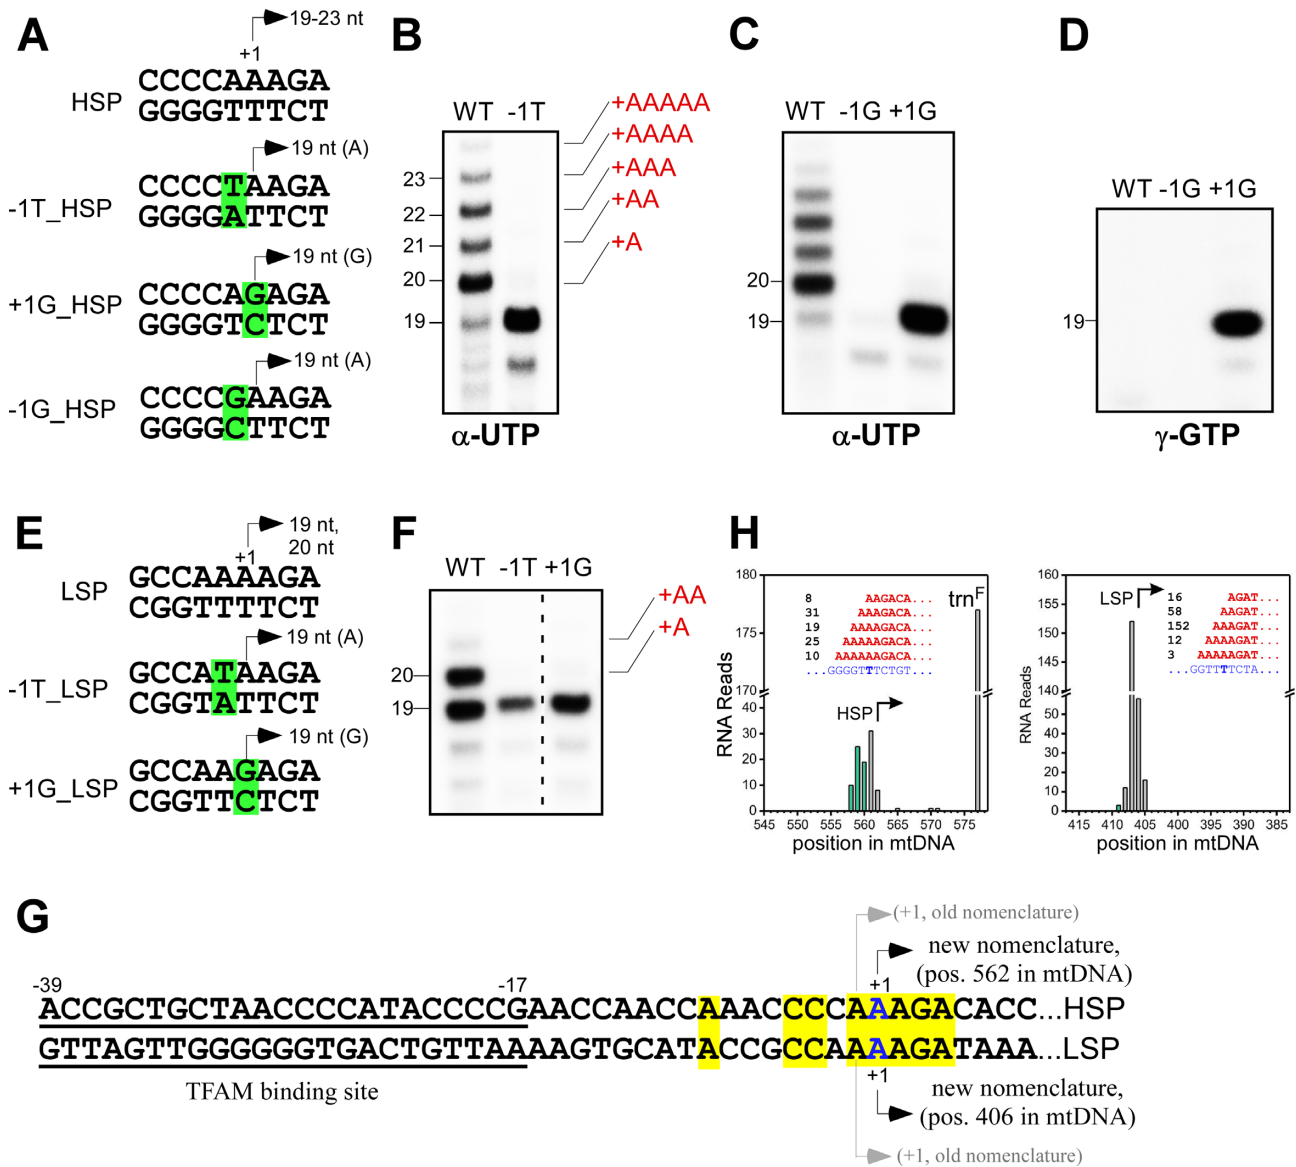 A
19-23 nt
+1
HSP
CCCCAAAGA
GGGGTTTCT
19 nt (A)
-1T_HSP
CCCCTAAGA
GGGGATTCT
19 nt (G)
+1G_HSP
CCCCAGAGA
GGGGTCTCT
19 nt (A)
-1G_HSP
CCCCGAAGA
GGGGCTTCT
B
WT -1T
+AAAAA
+AAAA
+AAA
+AA
+A
23
22
21
20
19
α-UTP
C
WT -1G +1G
20
19
α-UTP
D
WT -1G +1G
19
γ-GTP
E
19 nt,
20 nt
+1
LSP
GCCAAAAGA
CGGTTTTCT
19 nt (A)
-1T_LSP
GCCATAAGA
CGGTATTCT
19 nt (G)
+1G_LSP
GCCAAGAGA
CGGTTCTCT
F
WT -1T +1G
+AA
+A
20
19
H
180
175
170
40
30
20
10
0
RNA Reads
8 AAGACA...
31 AAAGACA...
19 AAAAGACA...
25 AAAAAGACA...
10 AAAAAAGACA...
...GGGGTTTCTGT...
trnF
HSP
545 550 555 560 565 570 575
position in mtDNA
160
155
150
145
140
50
40
30
20
10
0
RNA Reads
LSP
16 AGAT...
58 AAGAT...
152 AAAGAT...
12 AAAAGAT...
3 AAAAAGAT...
...GGTTTTCTA...
415 410 405 400 395 390 385
position in mtDNA
G
(+1, old nomenclature)
new nomenclature,
(pos. 562 in mtDNA)
-39 -17 +1
ACCGCTGCTAACCCCATACCCCGAACCAACCAAACCCCAAAGACACC...HSP
GTTAGTTGGGGGGTGACTGTTAAAAGTGCATACCGCCAAAAGATAAA...LSP
TFAM binding site
+1
new nomenclature,
(pos. 406 in mtDNA)
(+1, old nomenclature)